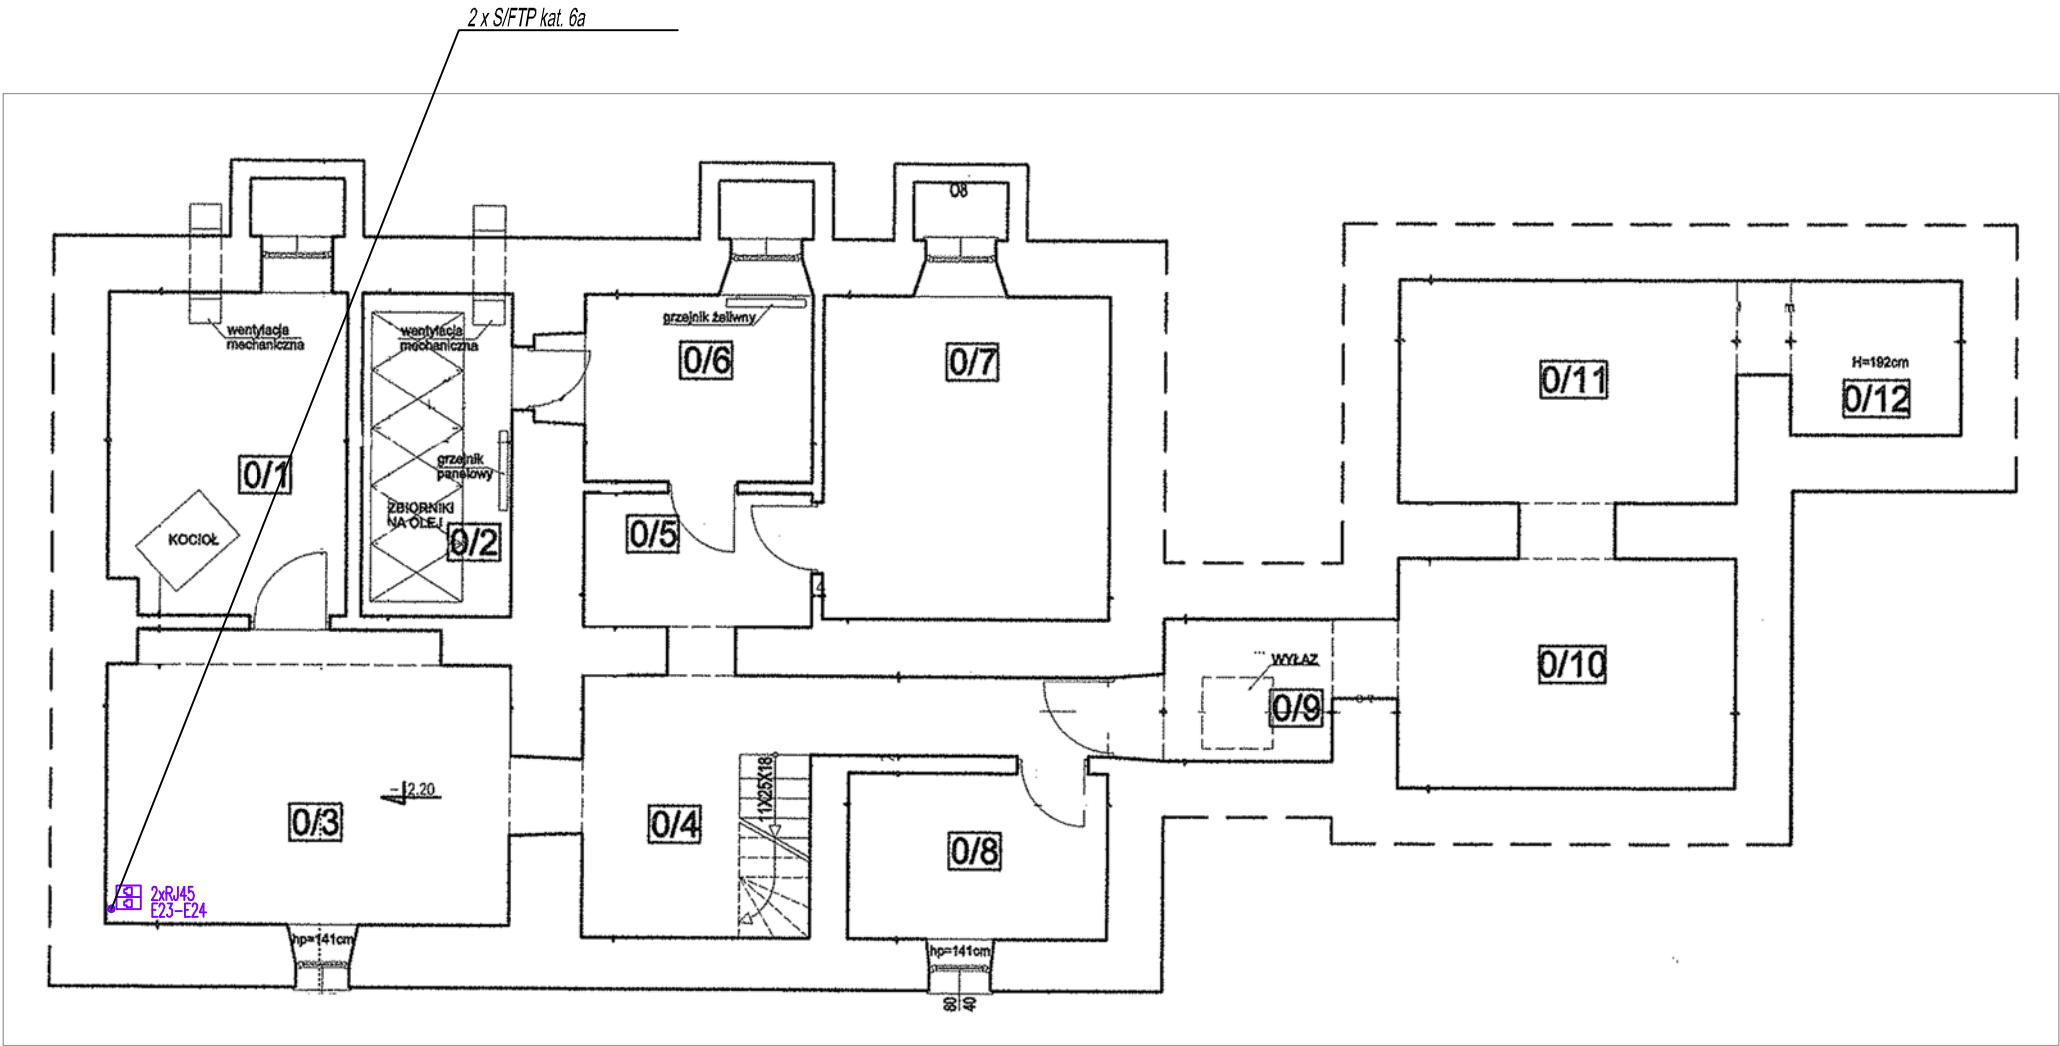 2 x S/FTP kat. 6a
O8
wentylacja
mechaniczna
wentylacja
mechaniczna
grzejnik żeliwny
0/6
0/7
H=192cm
0/11
0/12
grzejnik
panelowy
0/1
ZBIORNIKI
NA OLEJ
0/2
0/5
KOCIOŁ
WYŁAZ
0/10
0/9
11X25X18
- 2.20
0/3
0/4
0/8
2xRJ45
E23-E24
hp=141cm
hp=141cm
80
40